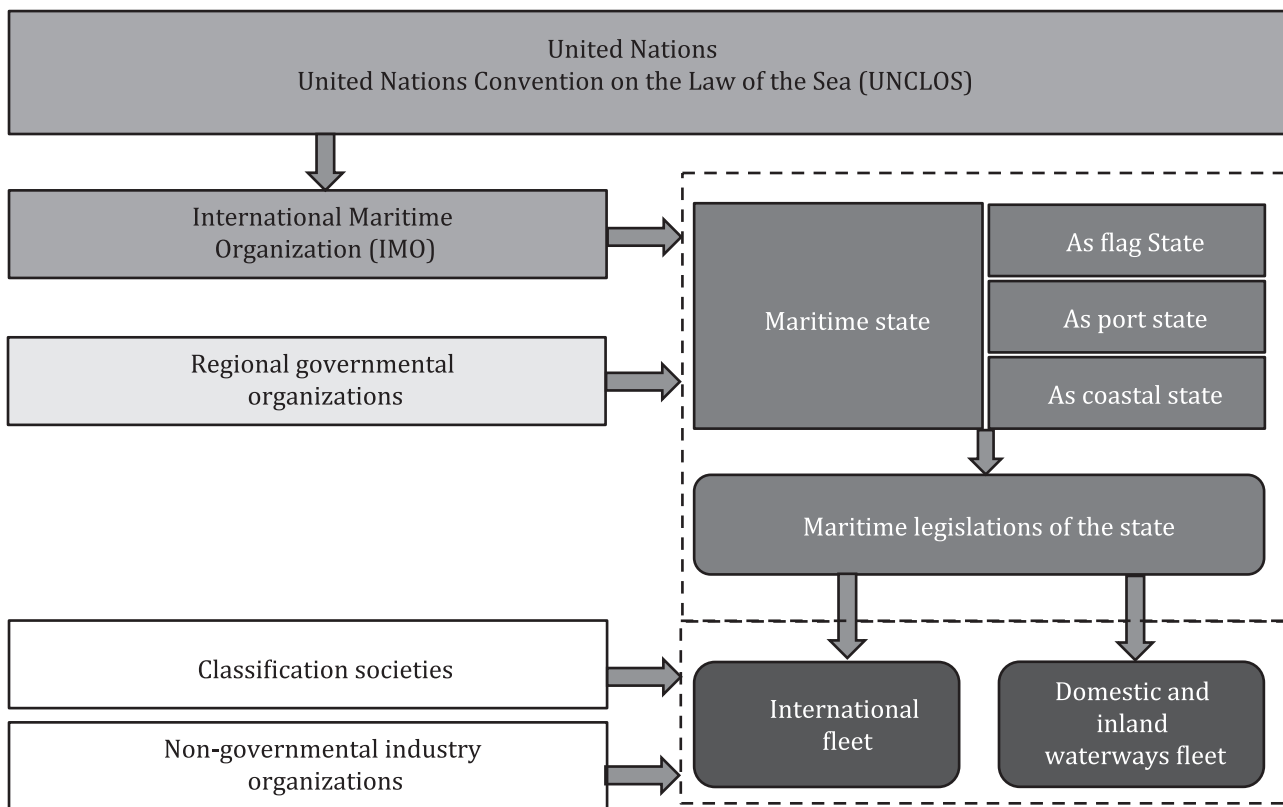 United Nations
United Nations Convention on the Law of the Sea (UNCLOS)
International Maritime
Organization (IMO)
Maritime state
As flag State
As port state
As coastal state
Regional governmental
organizations
Maritime legislations of the state
Classification societies
International
fleet
Domestic and
inland
waterways fleet
Non-governmental industry
organizations